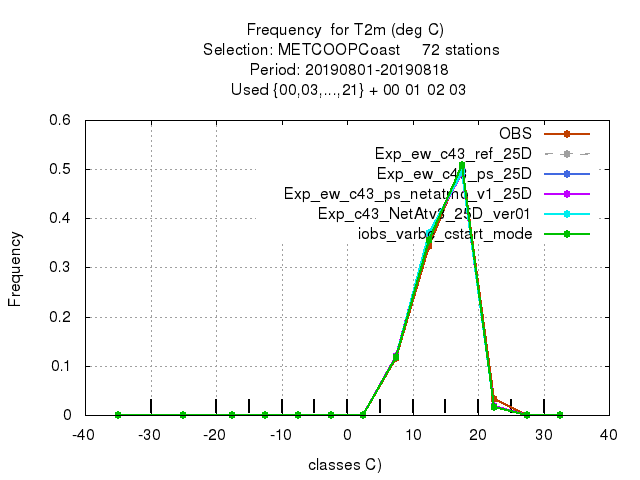 Frequency for T2m (deg C)
Selection: METCOOPCoast 72 stations
Period: 20190801-20190818
Used {00,03,...,21} + 00 01 02 03
0.6
0.5
0.4
0.3
0.2
0.1
0
Frequency
OBS
Exp_ew_c43_ref_25D
Exp_ew_c43_ps_25D
Exp_ew_c43_ps_netatmo_v1_25D
Exp_c43_NetAtv3_25D_ver01
iobs_varbc_cstart_mode
-40 -30 -20 -10 0 10 20 30 40
classes C)